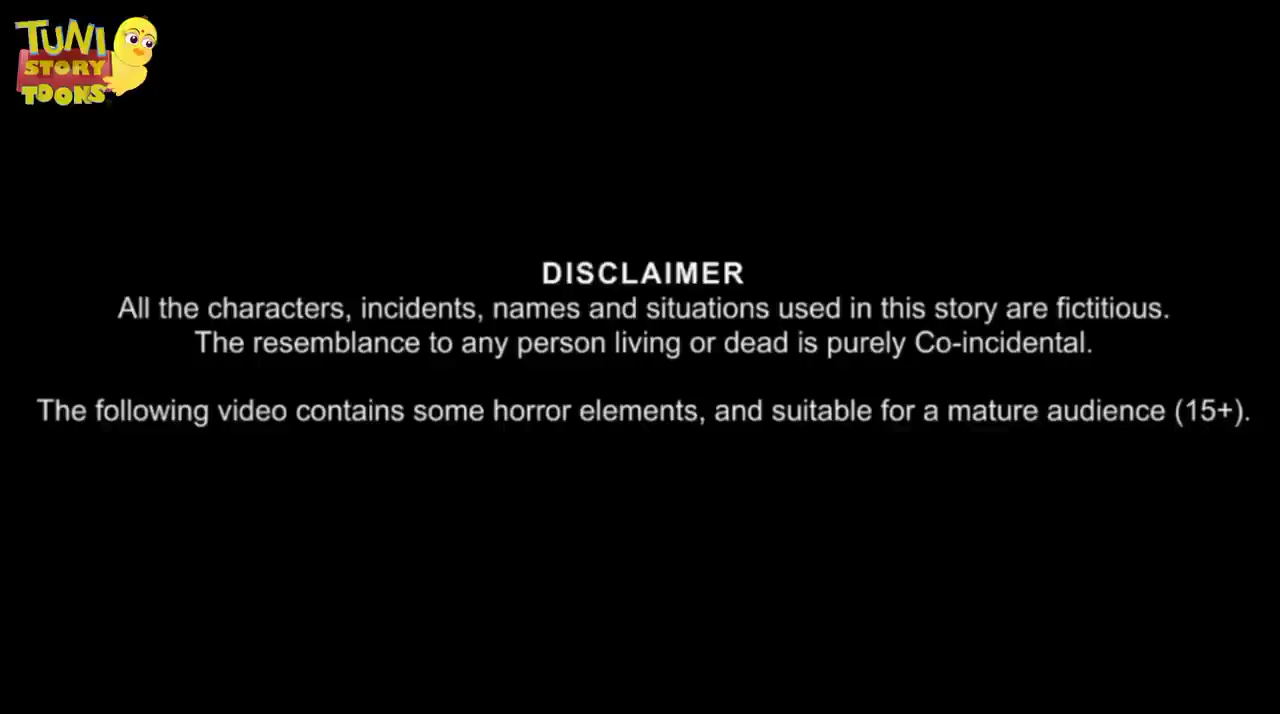 TUNI
STORY
TOONS
DISCLAIMER
All the characters, incidents, names and situations used in this story are fictitious.
The resemblance to any person living or dead is purely Co-incidental.
The following video contains some horror elements, and suitable for a mature audience (15+).